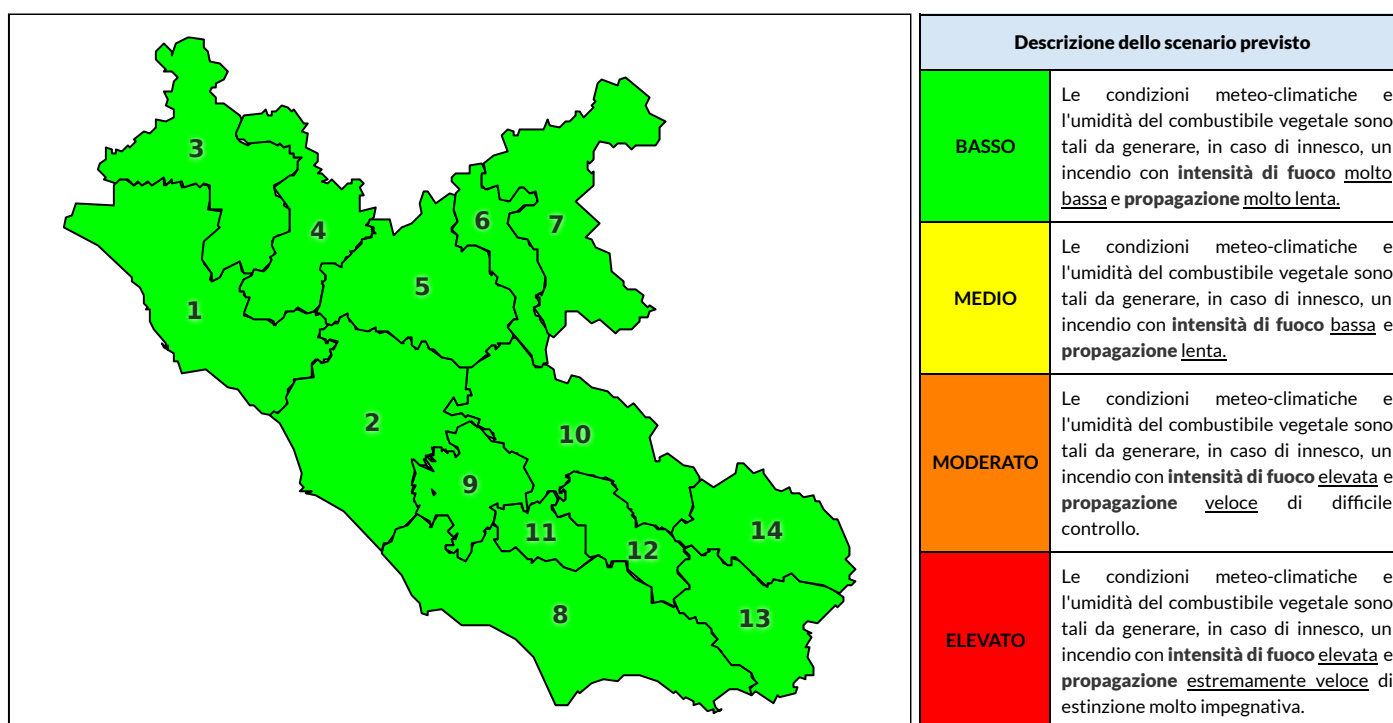 3
4
6
7
5
1
2
10
9
11
12
14
8
13
Descrizione dello scenario previsto
BASSO
Le condizioni meteo-climatiche e
l'umidità del combustibile vegetale sono
tali da generare, in caso di innesco, un
incendio con intensità di fuoco molto
bassa e propagazione molto lenta.
MEDIO
Le condizioni meteo-climatiche e
l'umidità del combustibile vegetale sono
tali da generare, in caso di innesco, un
incendio con intensità di fuoco bassa e
propagazione lenta.
MODERATO
Le condizioni meteo-climatiche e
l'umidità del combustibile vegetale sono
tali da generare, in caso di innesco, un
incendio con intensità di fuoco elevata e
propagazione veloce di difficile
controllo.
ELEVATO
Le condizioni meteo-climatiche e
l'umidità del combustibile vegetale sono
tali da generare, in caso di innesco, un
incendio con intensità di fuoco elevata e
propagazione estremamente veloce di
estinzione molto impegnativa.